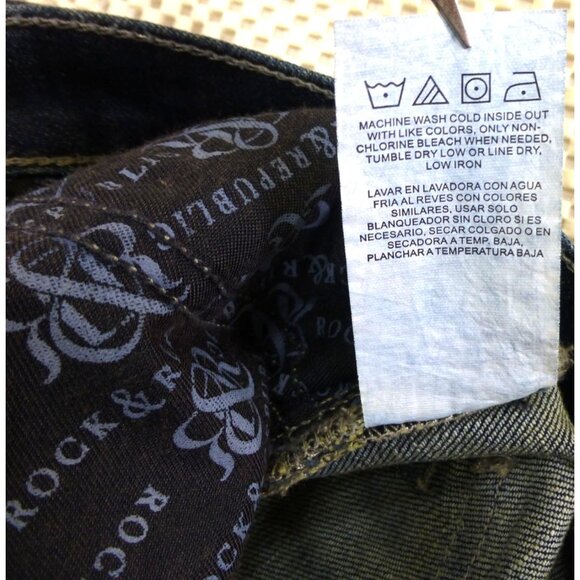 MACHINE WASH COLD INSIDE OUT
WITH LIKE COLORS, ONLY NON-
CHLORINE BLEACH WHEN NEEDED,
TUMBLE DRY LOW OR LINE DRY,
LOW IRON
LAVAR EN LAVADORA CON AGUA
FRIA AL REVES CON COLORES
SIMILARES, USAR SOLO
BLANQUEADOR SIN CLORO SI ES
NECESARIO, SECAR COLGADO O EN
SECADORA A TEMP. BAJA,
PLANCHAR A TEMPERATURA BAJA
& REPUBLIC
ROCK & R
ROCK